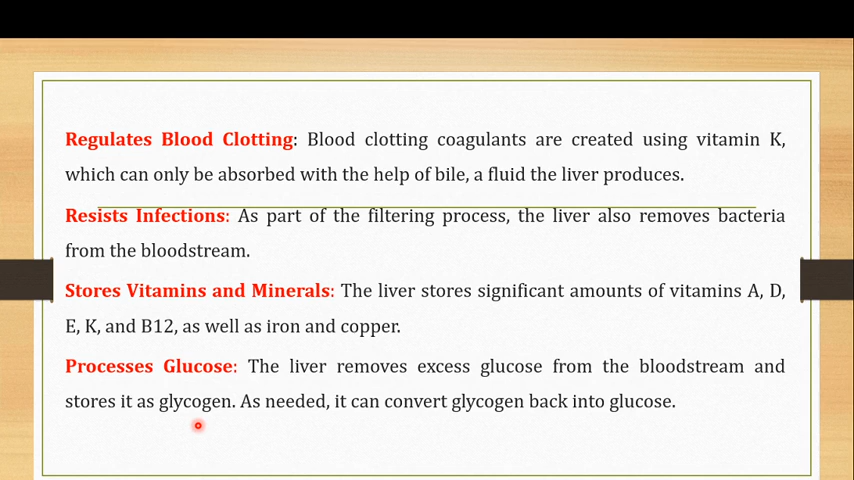 Regulates Blood Clotting: Blood clotting coagulants are created using vitamin K,
which can only be absorbed with the help of bile, a fluid the liver produces.
Resists Infections: As part of the filtering process, the liver also removes bacteria
from the bloodstream.
Stores Vitamins and Minerals: The liver stores significant amounts of vitamins A, D,
E, K, and B12, as well as iron and copper.
Processes Glucose: The liver removes excess glucose from the bloodstream and
stores it as glycogen. As needed, it can convert glycogen back into glucose.